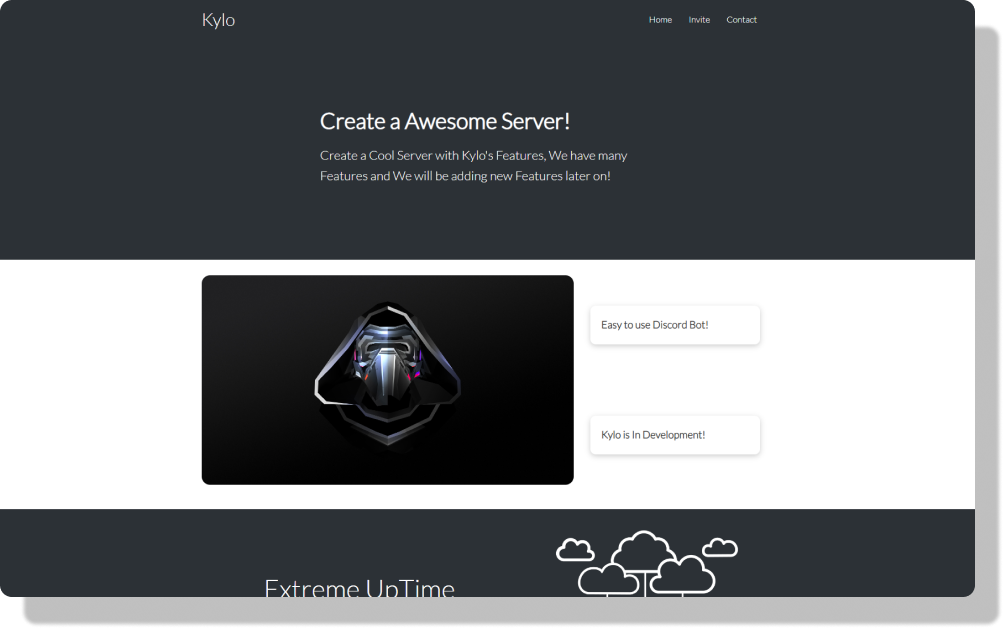 Kylo
Home Invite Contact
Create a Awesome Server!
Create a Cool Server with Kylo's Features, We have many
Features and We will be adding new Features later on!
Easy to use Discord Bot!
Kylo is In Development!
Extreme UpTime